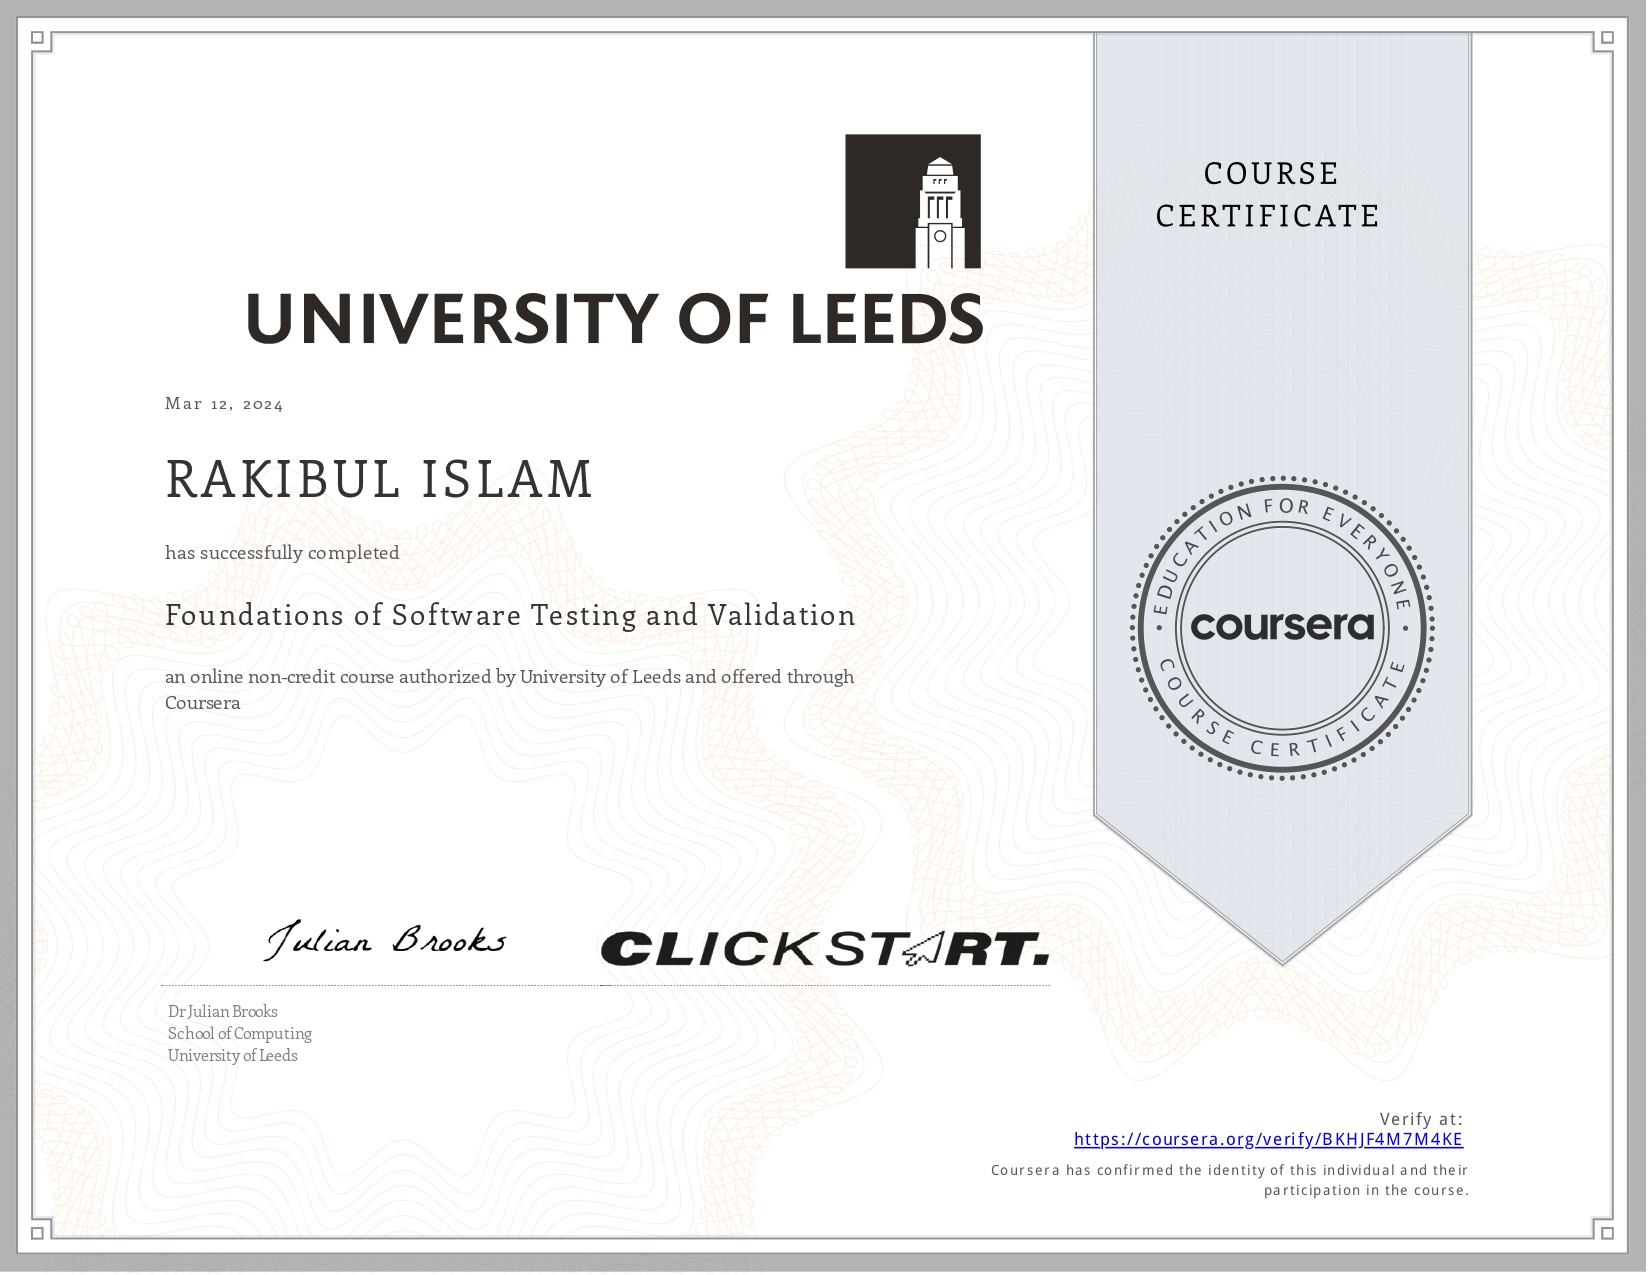 UNIVERSITY OF LEEDS
COURSE
CERTIFICATE
Mar 12, 2024
RAKIBUL ISLAM
has successfully completed
Foundations of Software Testing and Validation
an online non-credit course authorized by University of Leeds and offered through
Coursera
EDUCATION FOR EVERYONE
coursera
COURSE CERTIFICATE
Julian Brooks
CLICKSTART.
Dr Julian Brooks
School of Computing
University of Leeds
Verify at:
https://coursera.org/verify/BKHJF4M7M4KE
Coursera has confirmed the identity of this individual and their
participation in the course.